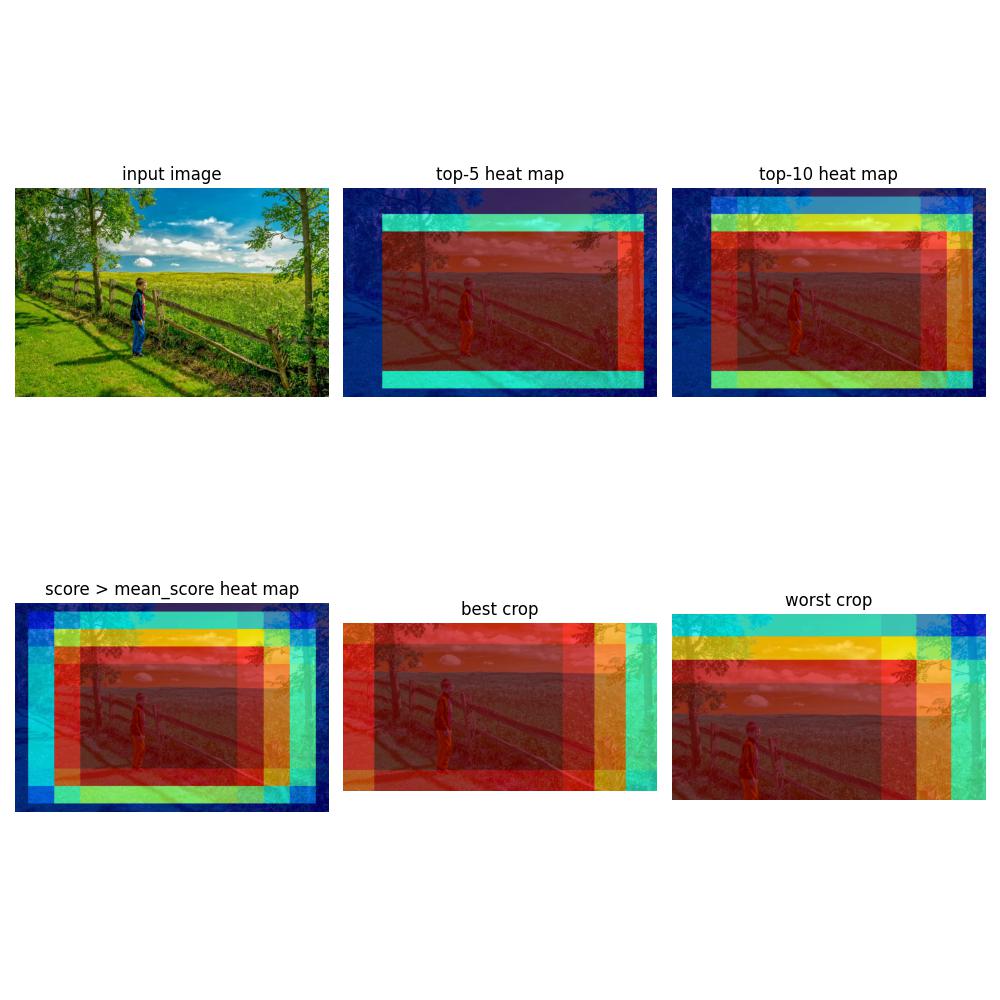 input image
top-5 heat map
top-10 heat map
score > mean_score heat map
best crop
worst crop